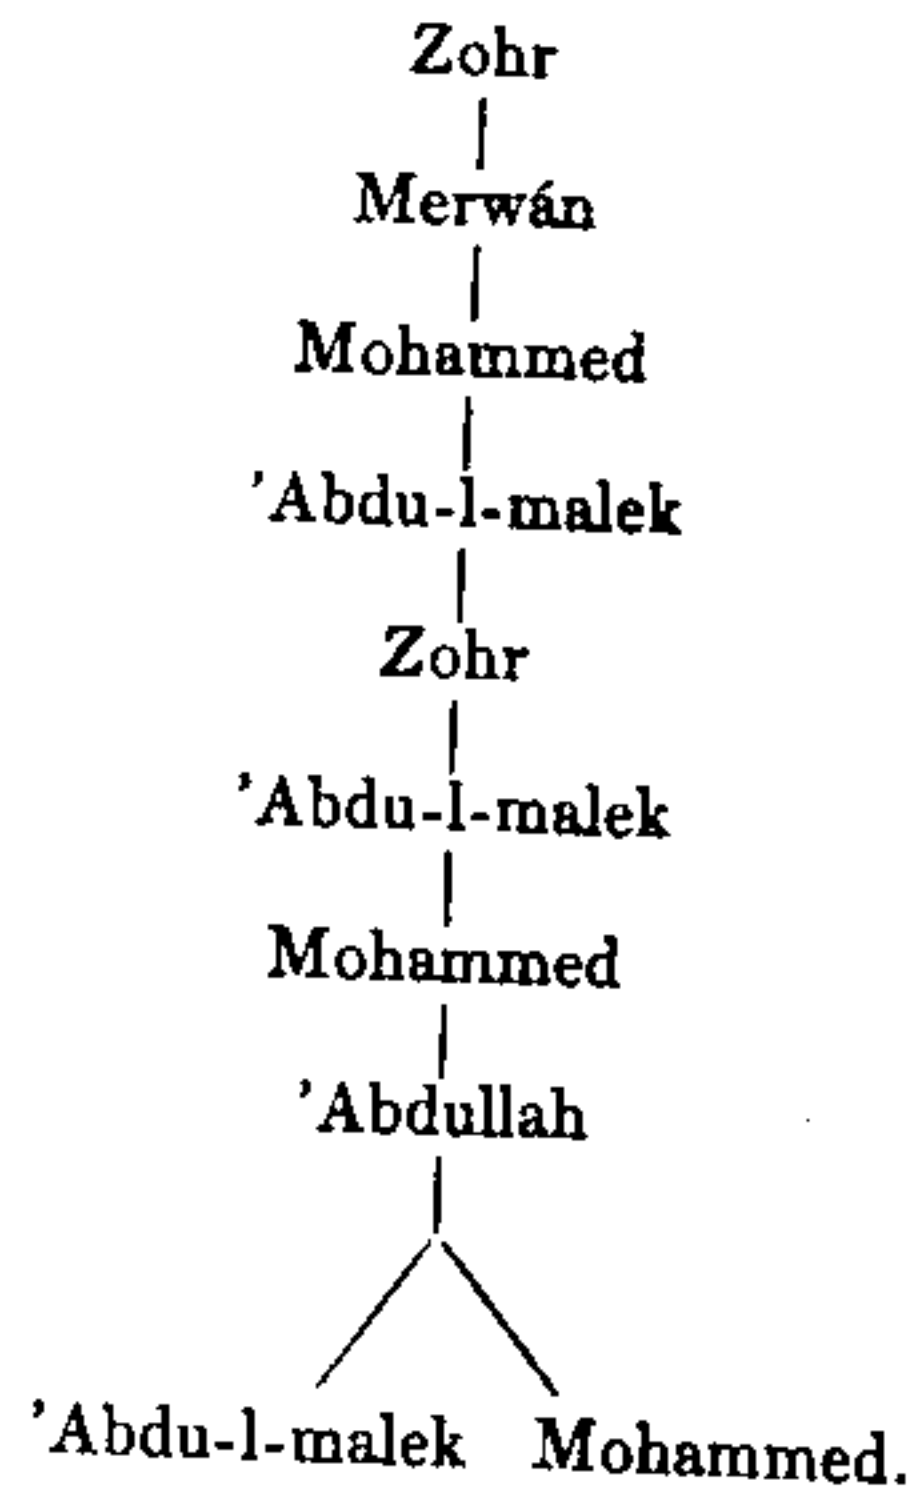 Zohr
Merwán
Mohammed
’Abdu-l-malek
Zohr
’Abdu-l-malek
Mohammed
’Abdullah
’Abdu-l-malek Mohammed.